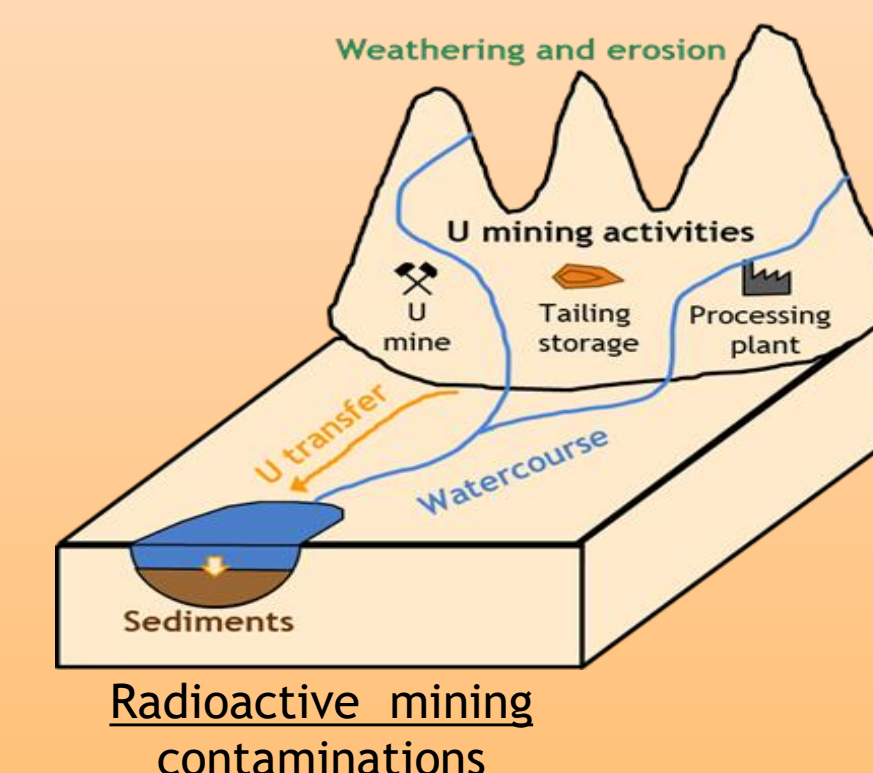 Weathering and erosion
U mining activities
U
mine
Tailing
storage
Processing
plant
U transfer
Watercourse
Sediments
Radioactive mining
contaminations